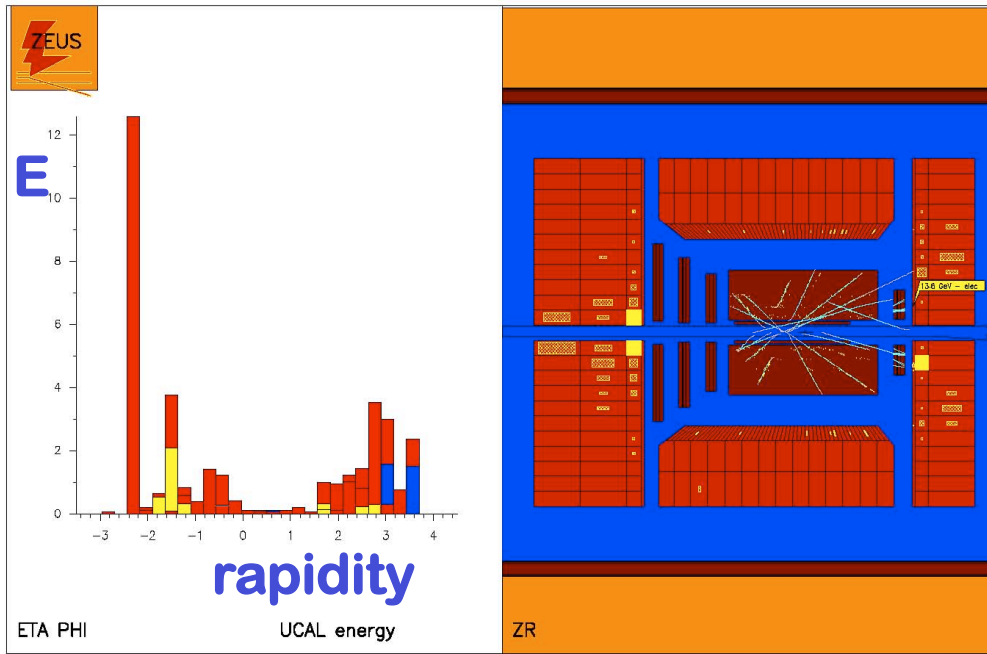 ZEUS
E
12
10
8
6
4
2
0
−3 −2 −1 0 1 2 3 4
rapidity
ETA PHI UCAL energy
13.6 GeV − elec
ZR